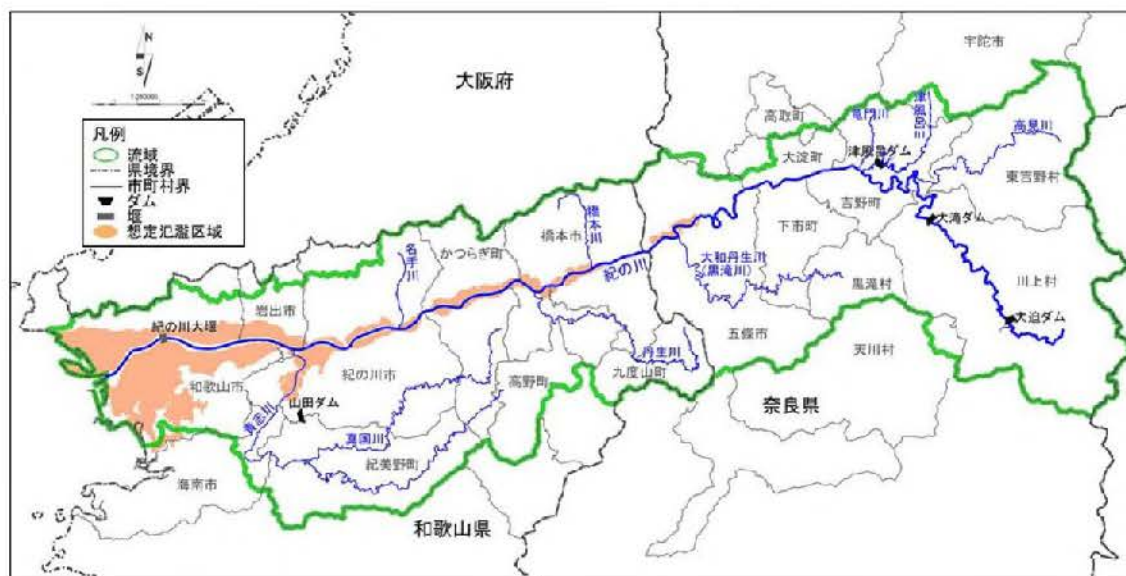 N
S
1:250000
凡例
流域
県境界
市町村界
ダム
堰
想定氾濫区域
大阪府
宇陀市
高取町
竜門川
津風呂川
高見川
大淀町
津風呂ダム
東吉野村
吉野町
大滝ダム
下市町
橋本市
橋本川
かつらぎ町
名手川
紀の川
大和丹生川
(黒滝川)
黒滝村
川上村
大迫ダム
岩出市
紀の川大堰
五條市
天川村
丹生川
九度山町
高野町
紀の川市
和歌山市
山田ダム
貴志川
真国川
紀美野町
奈良県
海南市
和歌山県